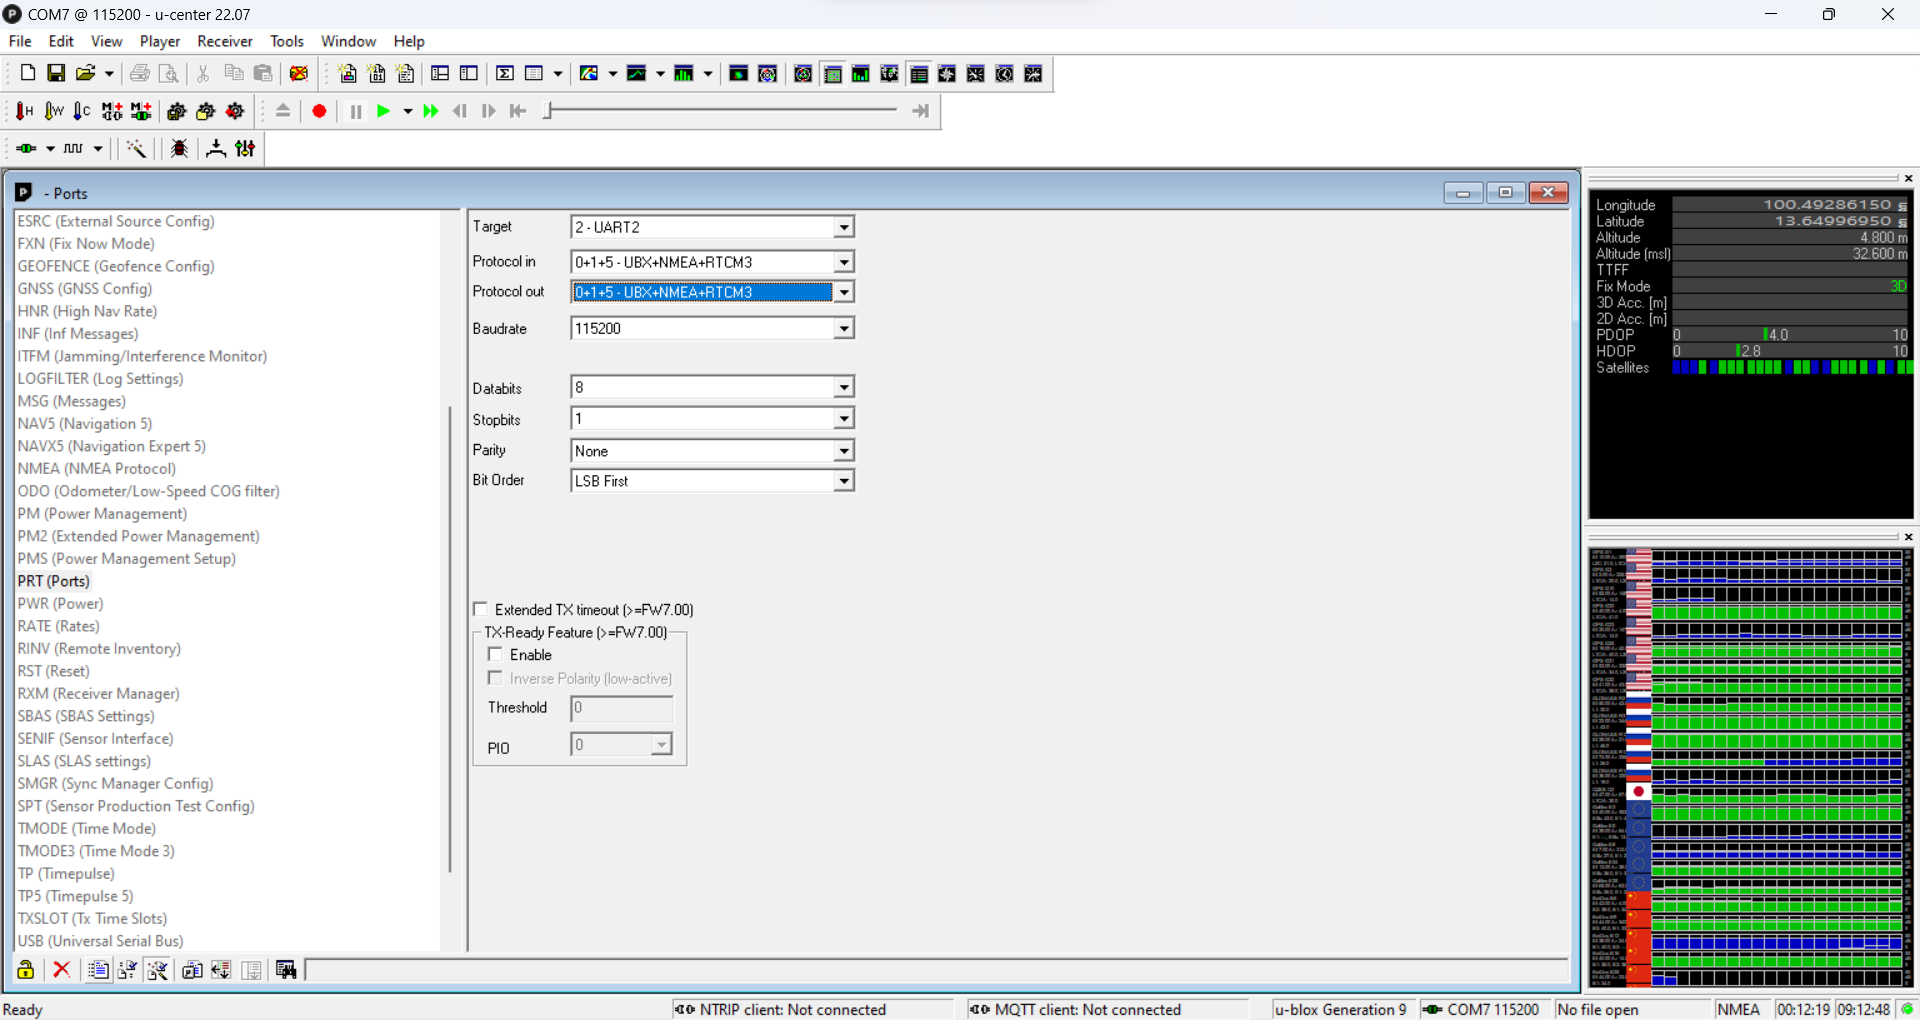 COM7 @ 115200 - u-center 22.07
File Edit View Player Receiver Tools Window Help
- Ports
ESRC (External Source Config)
FXN (Fix Now Mode)
GEOFENCE (Geofence Config)
GNSS (GNSS Config)
HNR (High Nav Rate)
INF (Inf Messages)
ITFM (Jamming/Interference Monitor)
LOGFILTER (Log Settings)
MSG (Messages)
NAV5 (Navigation 5)
NAVX5 (Navigation Expert 5)
NMEA (NMEA Protocol)
ODO (Odometer/Low-Speed COG filter)
PM (Power Management)
PM2 (Extended Power Management)
PMS (Power Management Setup)
PRT (Ports)
PWR (Power)
RATE (Rates)
RINV (Remote Inventory)
RST (Reset)
RXM (Receiver Manager)
SBAS (SBAS Settings)
SENIF (Sensor Interface)
SLAS (SLAS settings)
SMGR (Sync Manager Config)
SPT (Sensor Production Test Config)
TMODE (Time Mode)
TMODE3 (Time Mode 3)
TP (Timepulse)
TP5 (Timepulse 5)
TXSLOT (Tx Time Slots)
USB (Universal Serial Bus)
Target 2 - UART2
Protocol in 0+1+5 - UBX+NMEA+RTCM3
Protocol out 0+1+5 - UBX+NMEA+RTCM3
Baudrate 115200
Databits 8
Stopbits 1
Parity None
Bit Order LSB First
Extended TX timeout (>=FW7.00)
TX-Ready Feature (>=FW7.00)
Enable
Inverse Polarity (low-active)
Threshold 0
PIO 0
Longitude 100.49286150
Latitude 13.64996950
Altitude 4.800 m
Altitude (msl) 32.600 m
TTFF
Fix Mode 3D
3D Acc. [m]
2D Acc. [m]
PDOP 0 4.0 10
HDOP 0 2.8 10
Satellites
Ready NTRIP client: Not connected MQTT client: Not connected u-blox Generation 9 COM7 115200 No file open NMEA 00:12:19 09:12:48